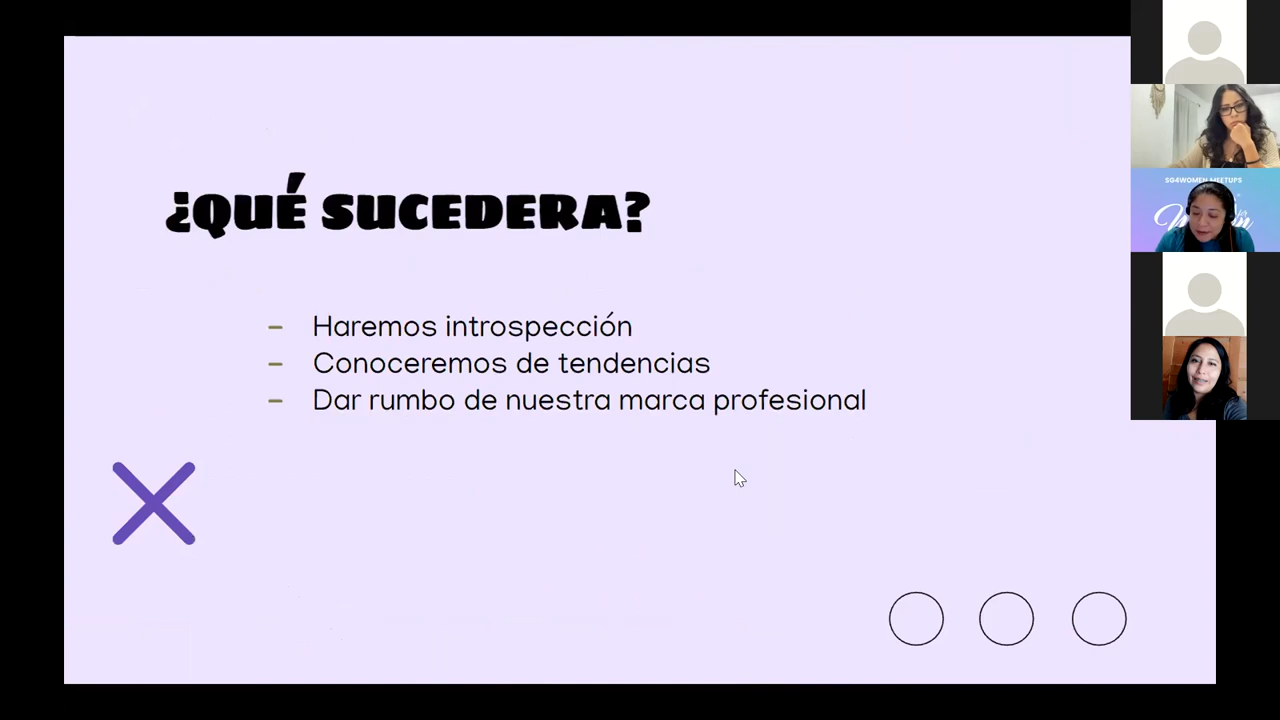 ¿QUÉ SUCEDERA?
- Haremos introspección
- Conoceremos de tendencias
- Dar rumbo de nuestra marca profesional
SG4WOMEN MEETUPS